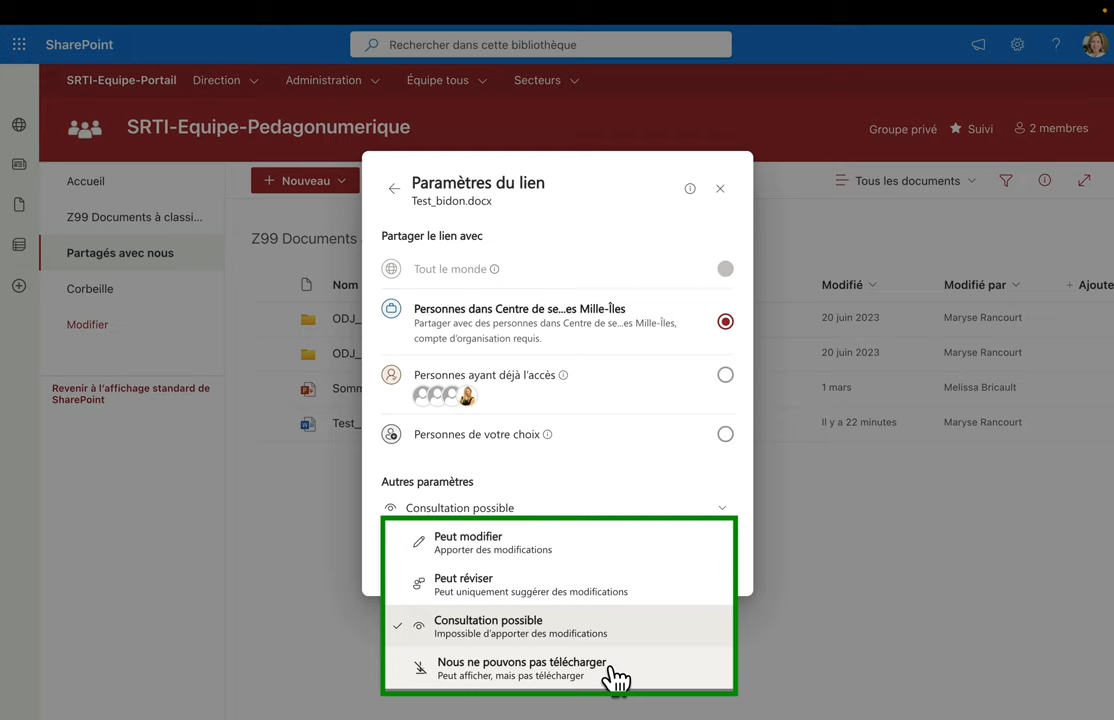 SharePoint
Rechercher dans cette bibliothèque
SRTI-Equipe-Portail Direction Administration Équipe tous Secteurs
SRTI-Equipe-Pedagonumerique
Groupe privé Suivi 2 membres
Accueil
Z99 Documents à classi...
Partagés avec nous
Corbeille
Modifier
Revenir à l'affichage standard de
SharePoint
+ Nouveau
Tous les documents
Z99 Documents
Nom Modifié Modifié par + Ajoute
ODJ_ 20 juin 2023 Maryse Rancourt
ODJ_ 20 juin 2023 Maryse Rancourt
Som 1 mars Melissa Bricault
Test_ Il y a 22 minutes Maryse Rancourt
Paramètres du lien
Test_bidon.docx
Partager le lien avec
Tout le monde
Personnes dans Centre de se...es Mille-Îles
Partager avec des personnes dans Centre de se...es Mille-Îles,
compte d'organisation requis.
Personnes ayant déjà l'accès
Personnes de votre choix
Autres paramètres
Consultation possible
Peut modifier
Apporter des modifications
Peut réviser
Peut uniquement suggérer des modifications
Consultation possible
Impossible d'apporter des modifications
Nous ne pouvons pas télécharger
Peut afficher, mais pas télécharger